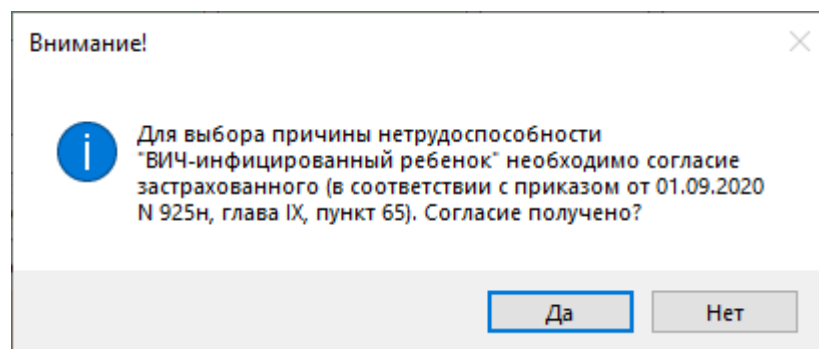 Внимание!
Для выбора причины нетрудоспособности
"ВИЧ-инфицированный ребенок" необходимо согласие
застрахованного (в соответствии с приказом от 01.09.2020
N 925н, глава IX, пункт 65). Согласие получено?
Да
Нет